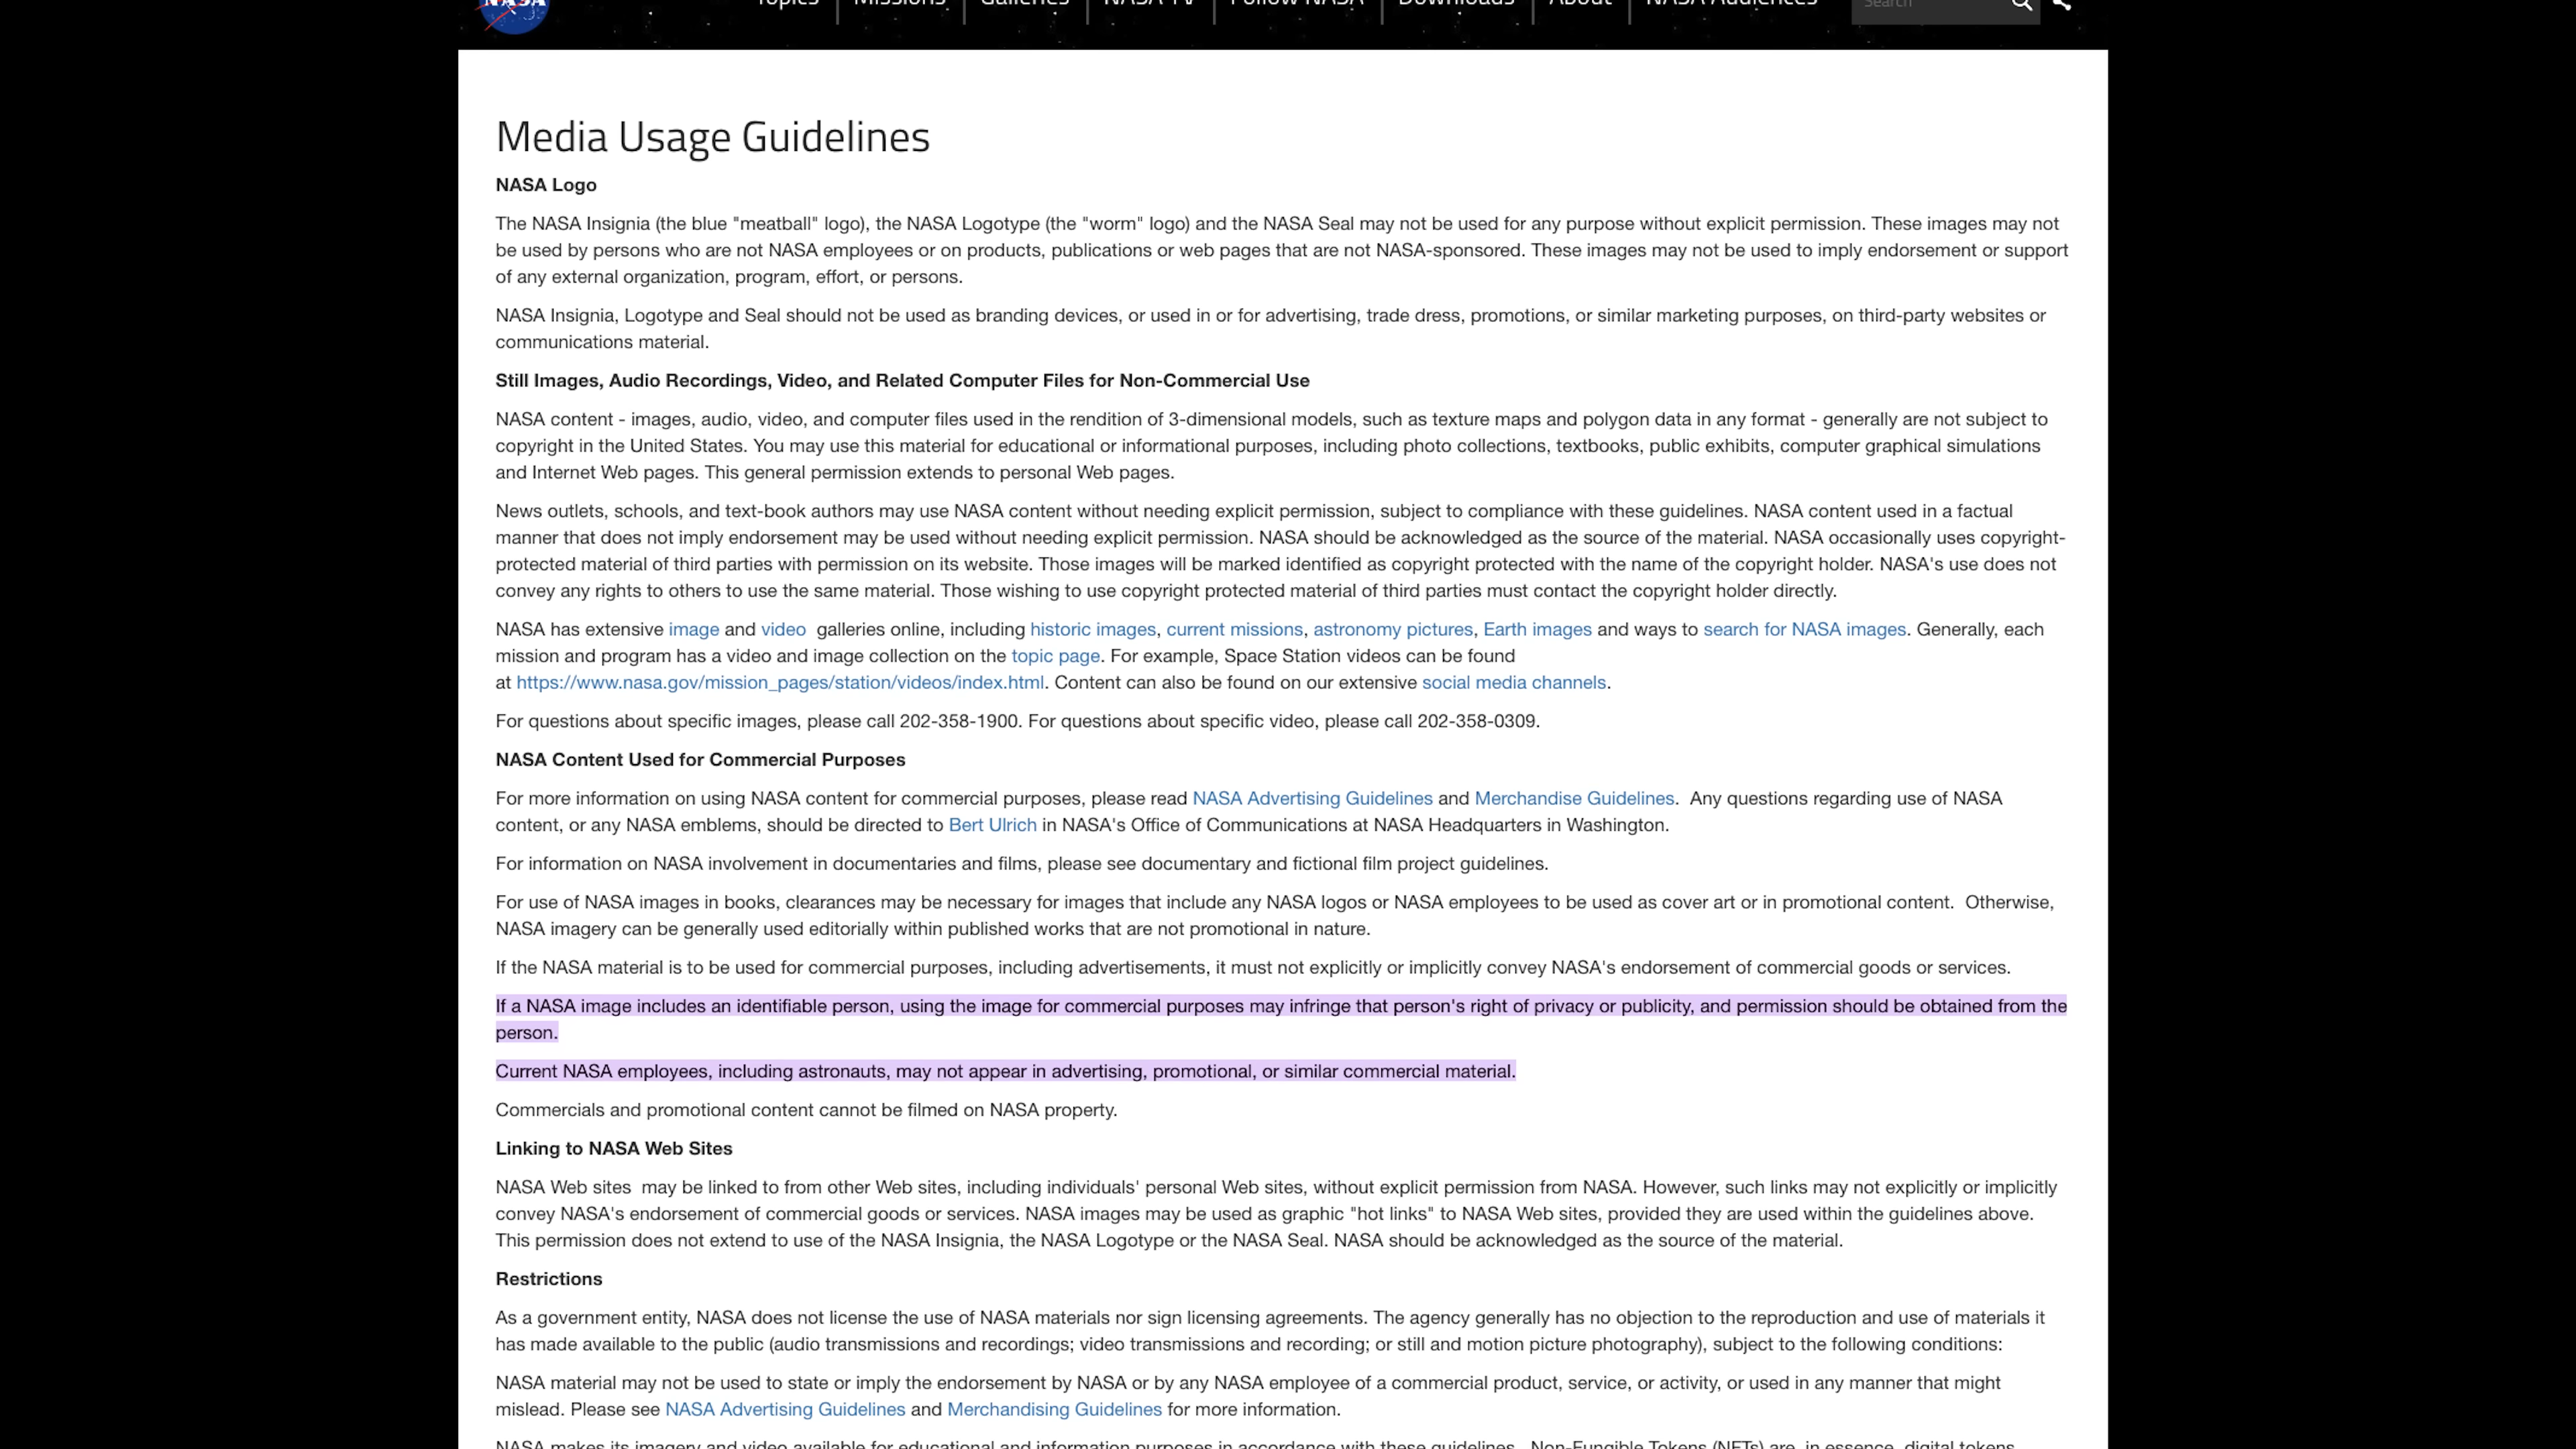 NASA
Topics
Missions
Galleries
NASA TV
Follow NASA
Downloads
About
NASA Audiences
Search
Media Usage Guidelines
NASA Logo
The NASA Insignia (the blue "meatball" logo), the NASA Logotype (the "worm" logo) and the NASA Seal may not be used for any purpose without explicit permission. These images may not
be used by persons who are not NASA employees or on products, publications or web pages that are not NASA-sponsored. These images may not be used to imply endorsement or support
of any external organization, program, effort, or persons.
NASA Insignia, Logotype and Seal should not be used as branding devices, or used in or for advertising, trade dress, promotions, or similar marketing purposes, on third-party websites or
communications material.
Still Images, Audio Recordings, Video, and Related Computer Files for Non-Commercial Use
NASA content - images, audio, video, and computer files used in the rendition of 3-dimensional models, such as texture maps and polygon data in any format - generally are not subject to
copyright in the United States. You may use this material for educational or informational purposes, including photo collections, textbooks, public exhibits, computer graphical simulations
and Internet Web pages. This general permission extends to personal Web pages.
News outlets, schools, and text-book authors may use NASA content without needing explicit permission, subject to compliance with these guidelines. NASA content used in a factual
manner that does not imply endorsement may be used without needing explicit permission. NASA should be acknowledged as the source of the material. NASA occasionally uses copyright-
protected material of third parties with permission on its website. Those images will be marked identified as copyright protected with the name of the copyright holder. NASA's use does not
convey any rights to others to use the same material. Those wishing to use copyright protected material of third parties must contact the copyright holder directly.
NASA has extensive image and video  galleries online, including historic images, current missions, astronomy pictures, Earth images and ways to search for NASA images. Generally, each
mission and program has a video and image collection on the topic page. For example, Space Station videos can be found
at https://www.nasa.gov/mission_pages/station/videos/index.html. Content can also be found on our extensive social media channels.
For questions about specific images, please call 202-358-1900. For questions about specific video, please call 202-358-0309.
NASA Content Used for Commercial Purposes
For more information on using NASA content for commercial purposes, please read NASA Advertising Guidelines and Merchandise Guidelines.  Any questions regarding use of NASA
content, or any NASA emblems, should be directed to Bert Ulrich in NASA's Office of Communications at NASA Headquarters in Washington.
For information on NASA involvement in documentaries and films, please see documentary and fictional film project guidelines.
For use of NASA images in books, clearances may be necessary for images that include any NASA logos or NASA employees to be used as cover art or in promotional content.  Otherwise,
NASA imagery can be generally used editorially within published works that are not promotional in nature.
If the NASA material is to be used for commercial purposes, including advertisements, it must not explicitly or implicitly convey NASA's endorsement of commercial goods or services.
If a NASA image includes an identifiable person, using the image for commercial purposes may infringe that person's right of privacy or publicity, and permission should be obtained from the
person.
Current NASA employees, including astronauts, may not appear in advertising, promotional, or similar commercial material.
Commercials and promotional content cannot be filmed on NASA property.
Linking to NASA Web Sites
NASA Web sites  may be linked to from other Web sites, including individuals' personal Web sites, without explicit permission from NASA. However, such links may not explicitly or implicitly
convey NASA's endorsement of commercial goods or services. NASA images may be used as graphic "hot links" to NASA Web sites, provided they are used within the guidelines above.
This permission does not extend to use of the NASA Insignia, the NASA Logotype or the NASA Seal. NASA should be acknowledged as the source of the material.
Restrictions
As a government entity, NASA does not license the use of NASA materials nor sign licensing agreements. The agency generally has no objection to the reproduction and use of materials it
has made available to the public (audio transmissions and recordings; video transmissions and recording; or still and motion picture photography), subject to the following conditions:
NASA material may not be used to state or imply the endorsement by NASA or by any NASA employee of a commercial product, service, or activity, or used in any manner that might
mislead. Please see NASA Advertising Guidelines and Merchandising Guidelines for more information.
NASA makes its imagery and video available for educational and information purposes in accordance with these guidelines.  Non-Fungible Tokens (NFTs) are, in essence, digital tokens